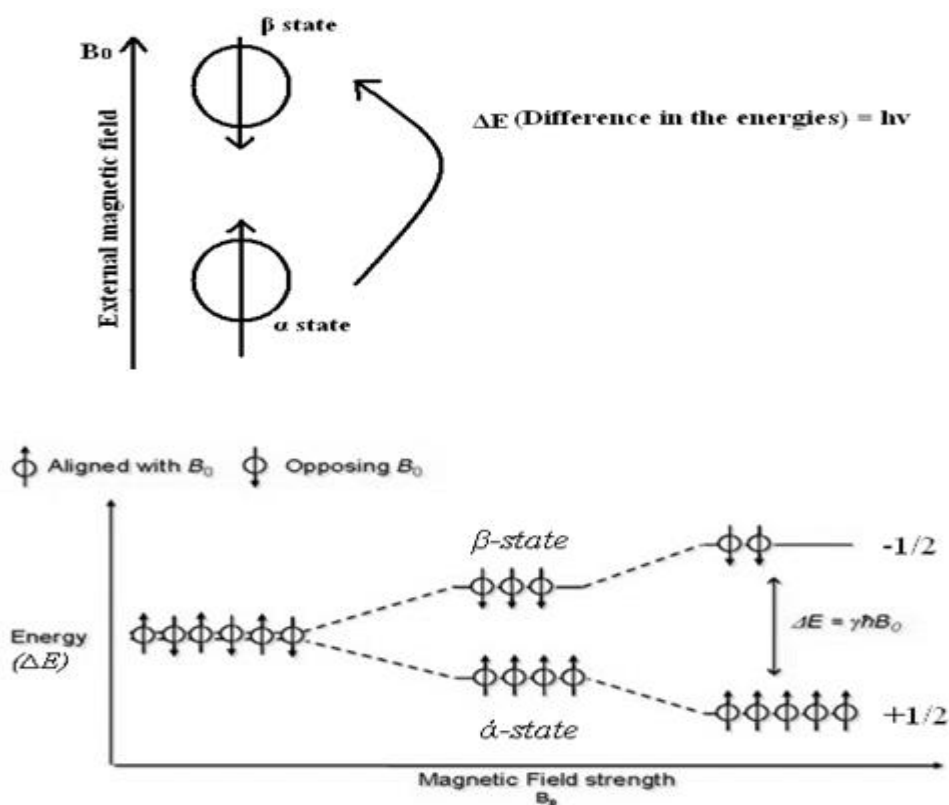 β state
B₀
External magnetic field
ΔE (Difference in the energies) = hv
α state
Aligned with B₀ Opposing B₀
β-state
-1/2
Energy
(ΔE)
ΔE = γħB₀
ά-state
+1/2
Magnetic Field strength
B₀